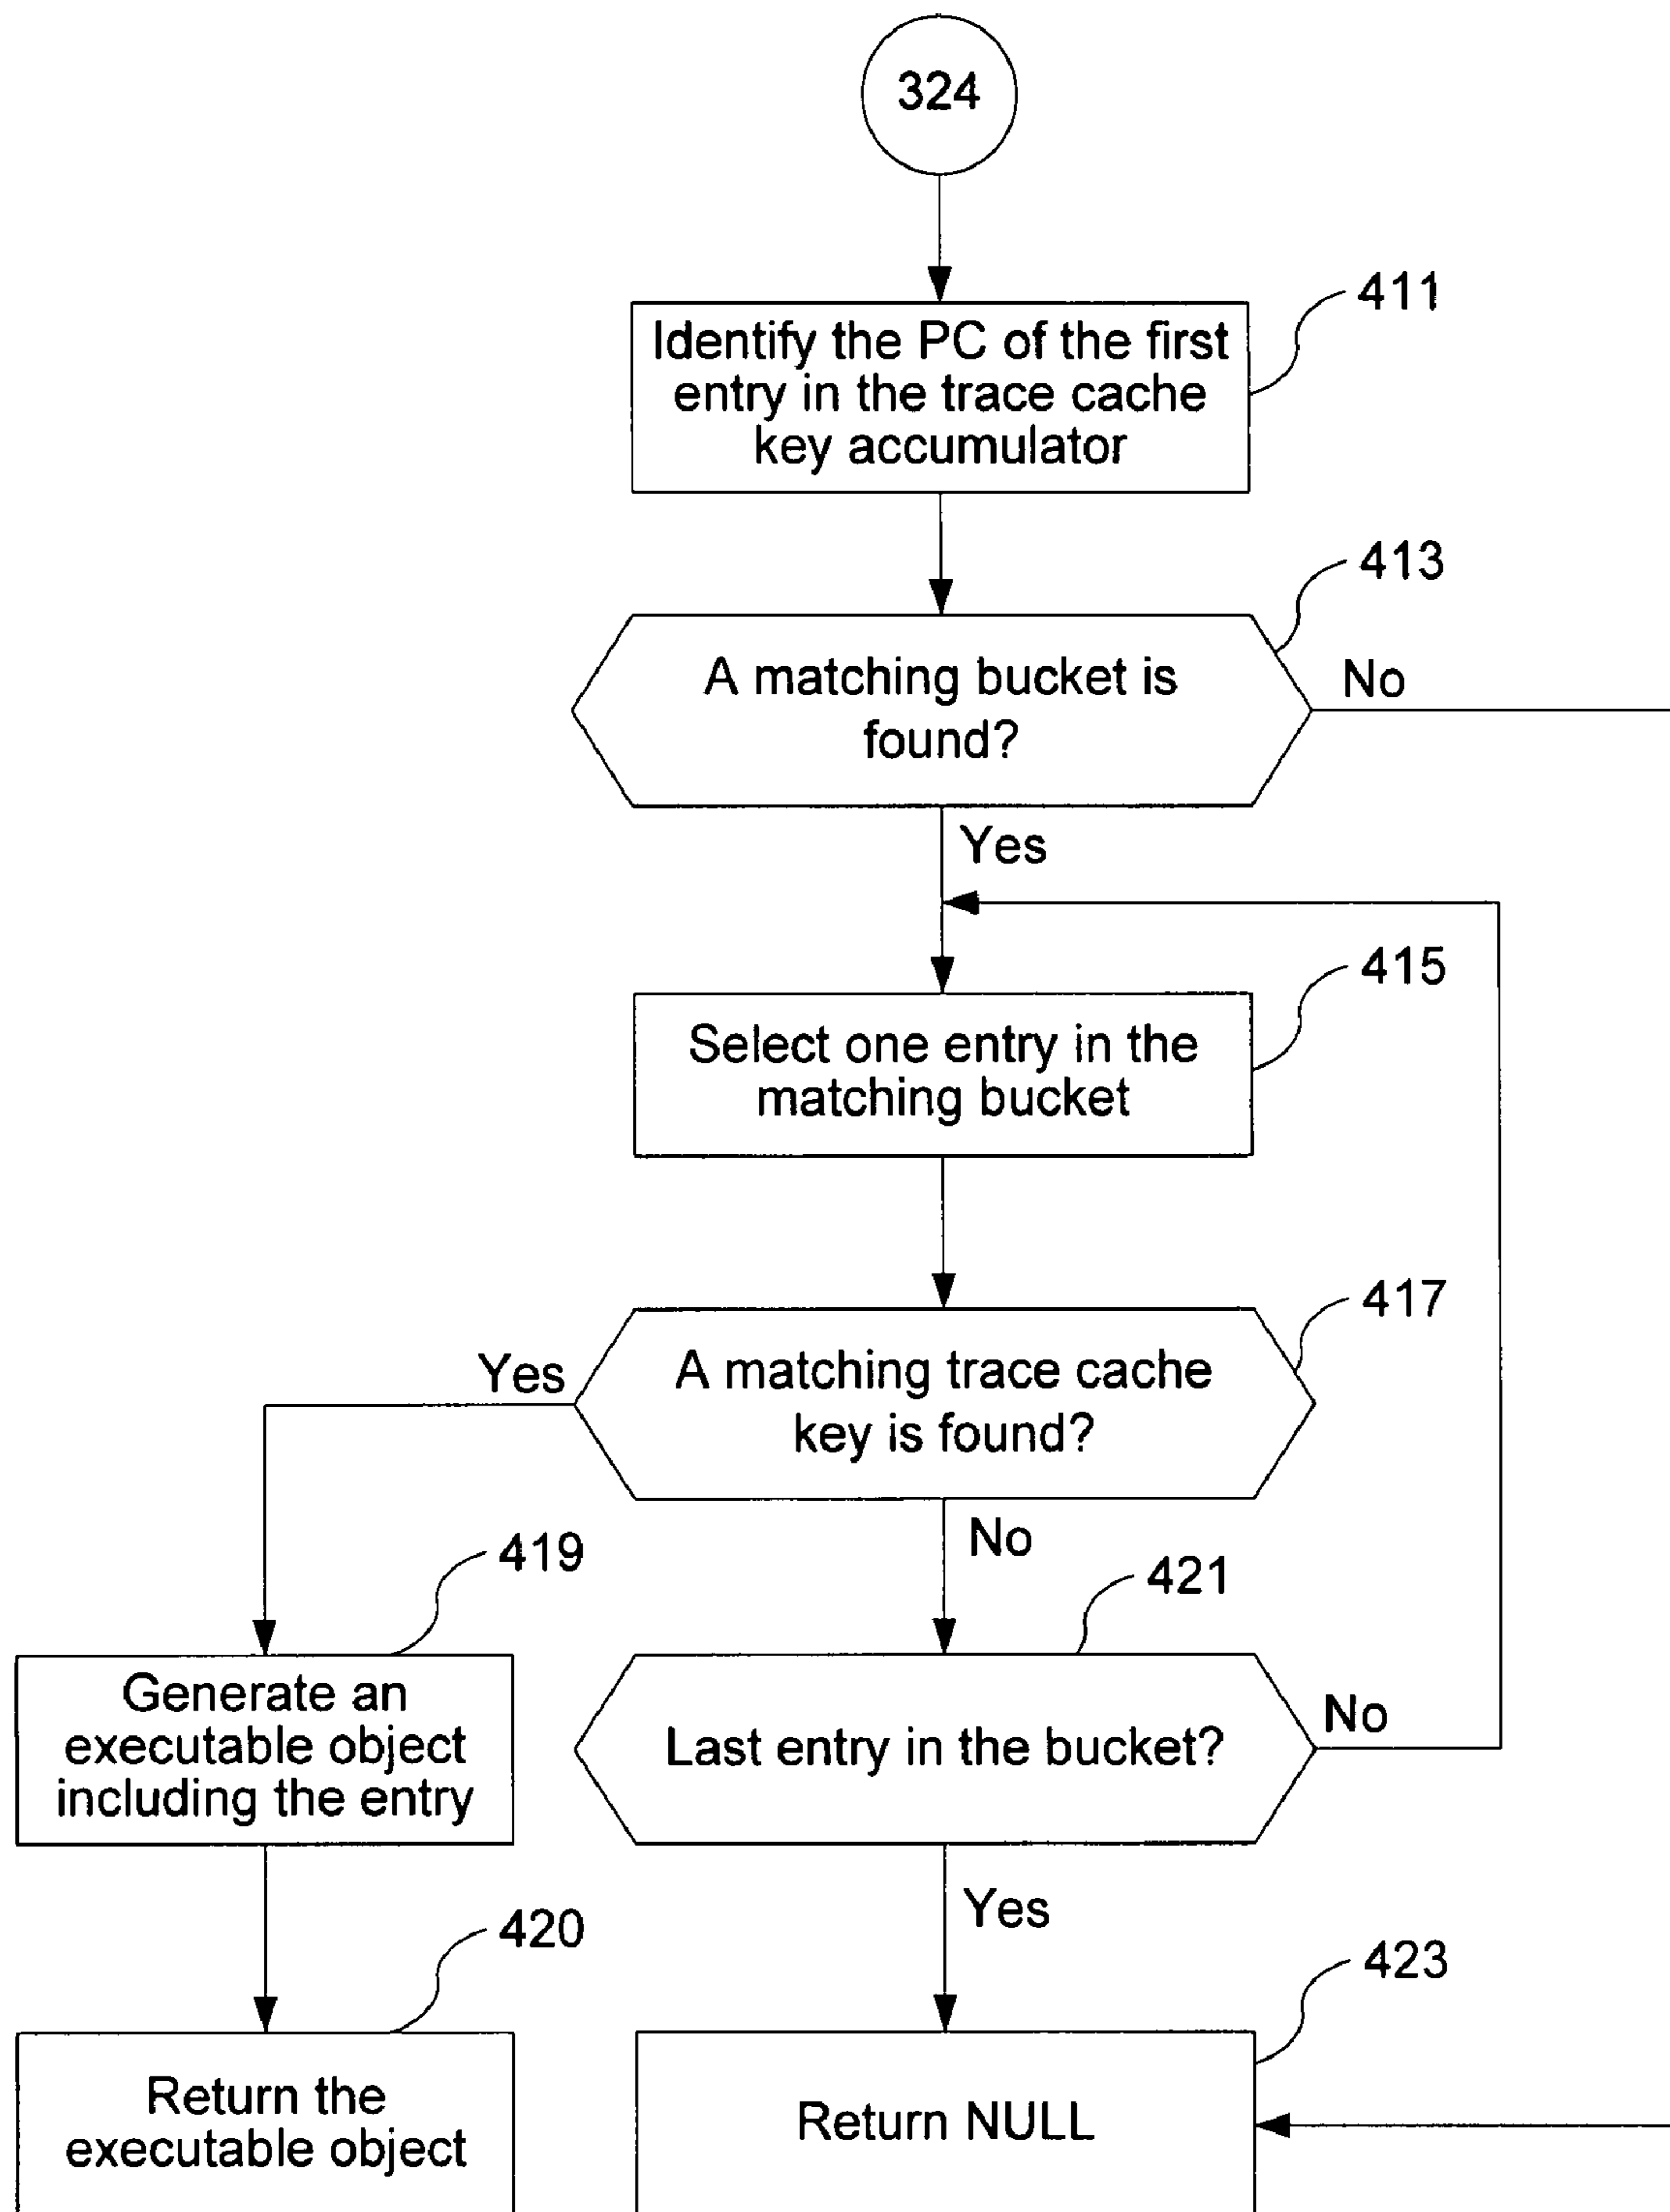 324
Identify the PC of the first
entry in the trace cache
key accumulator
411
A matching bucket is
found?
413
No
Yes
Select one entry in the
matching bucket
415
A matching trace cache
key is found?
417
Yes
No
419
Generate an
executable object
including the entry
421
Last entry in the bucket?
No
Yes
420
Return the
executable object
423
Return NULL